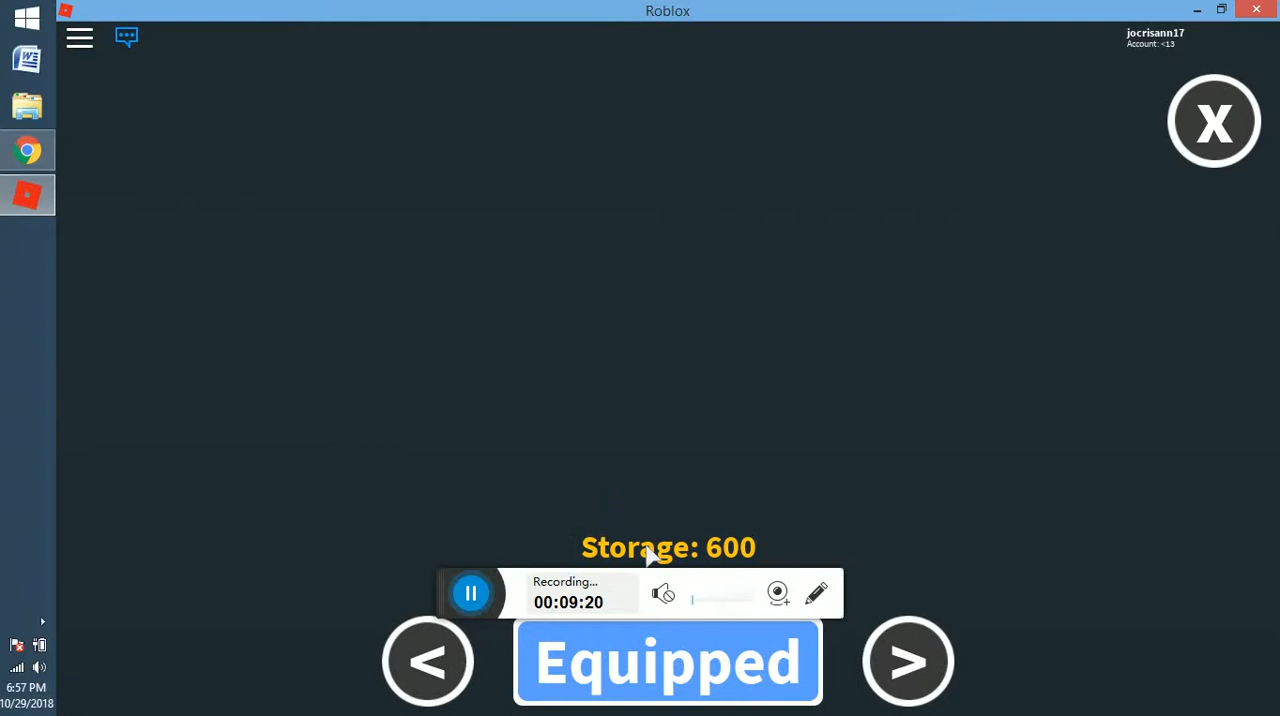 Roblox
jocrisann17
Account: <13
X
Storage: 600
Recording...
00:09:20
< Equipped >
6:57 PM
10/29/2018